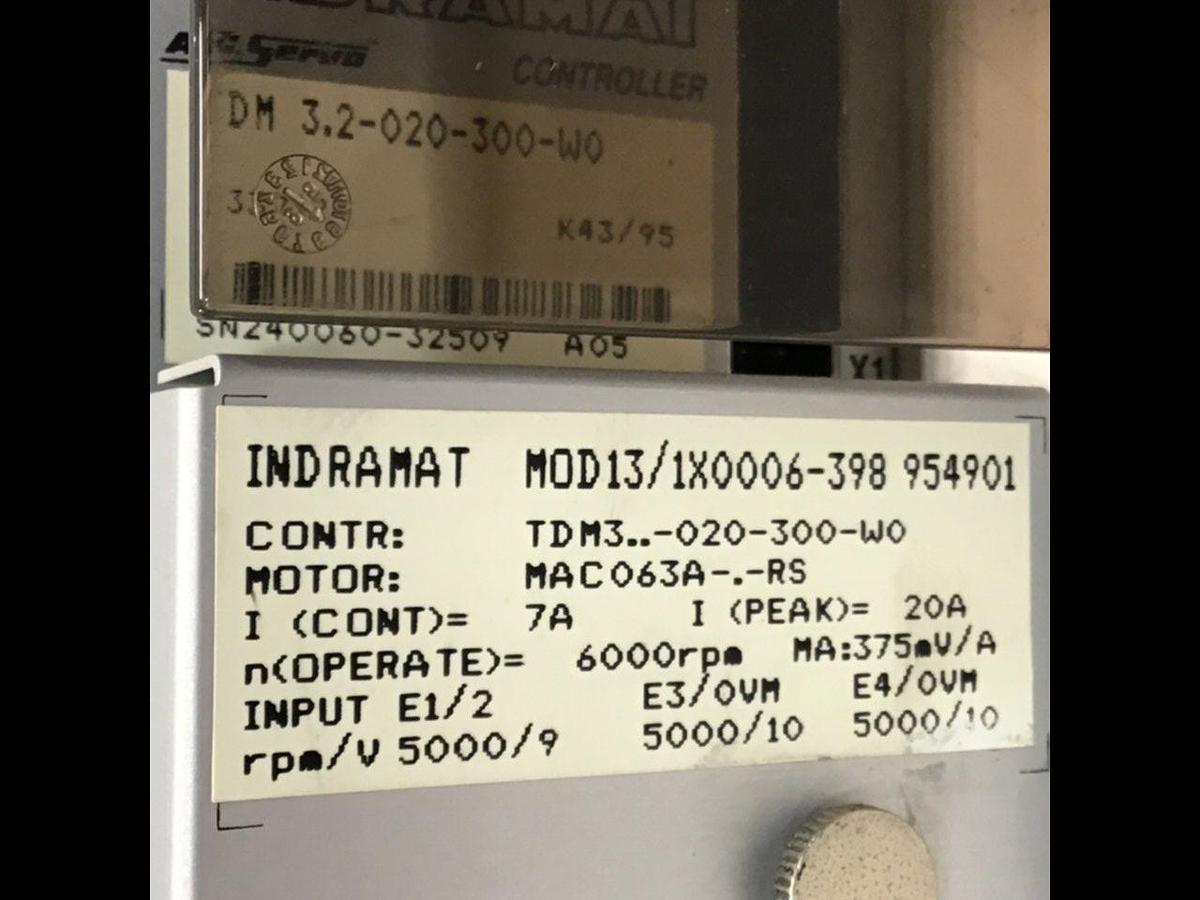 INDRAMAT
A.C. Servo
CONTROLLER
DM 3.2-020-300-W0
K43/95
SN240060-32509 A05
X1
INDRAMAT MOD13/1X0006-398 954901
CONTR: TDM3..-020-300-W0
MOTOR: MAC063A-.-RS
I (CONT)= 7A I (PEAK)= 20A
n(OPERATE)= 6000rpm MA:375mV/A
INPUT E1/2 E3/0VM E4/0VM
rpm/V 5000/9 5000/10 5000/10